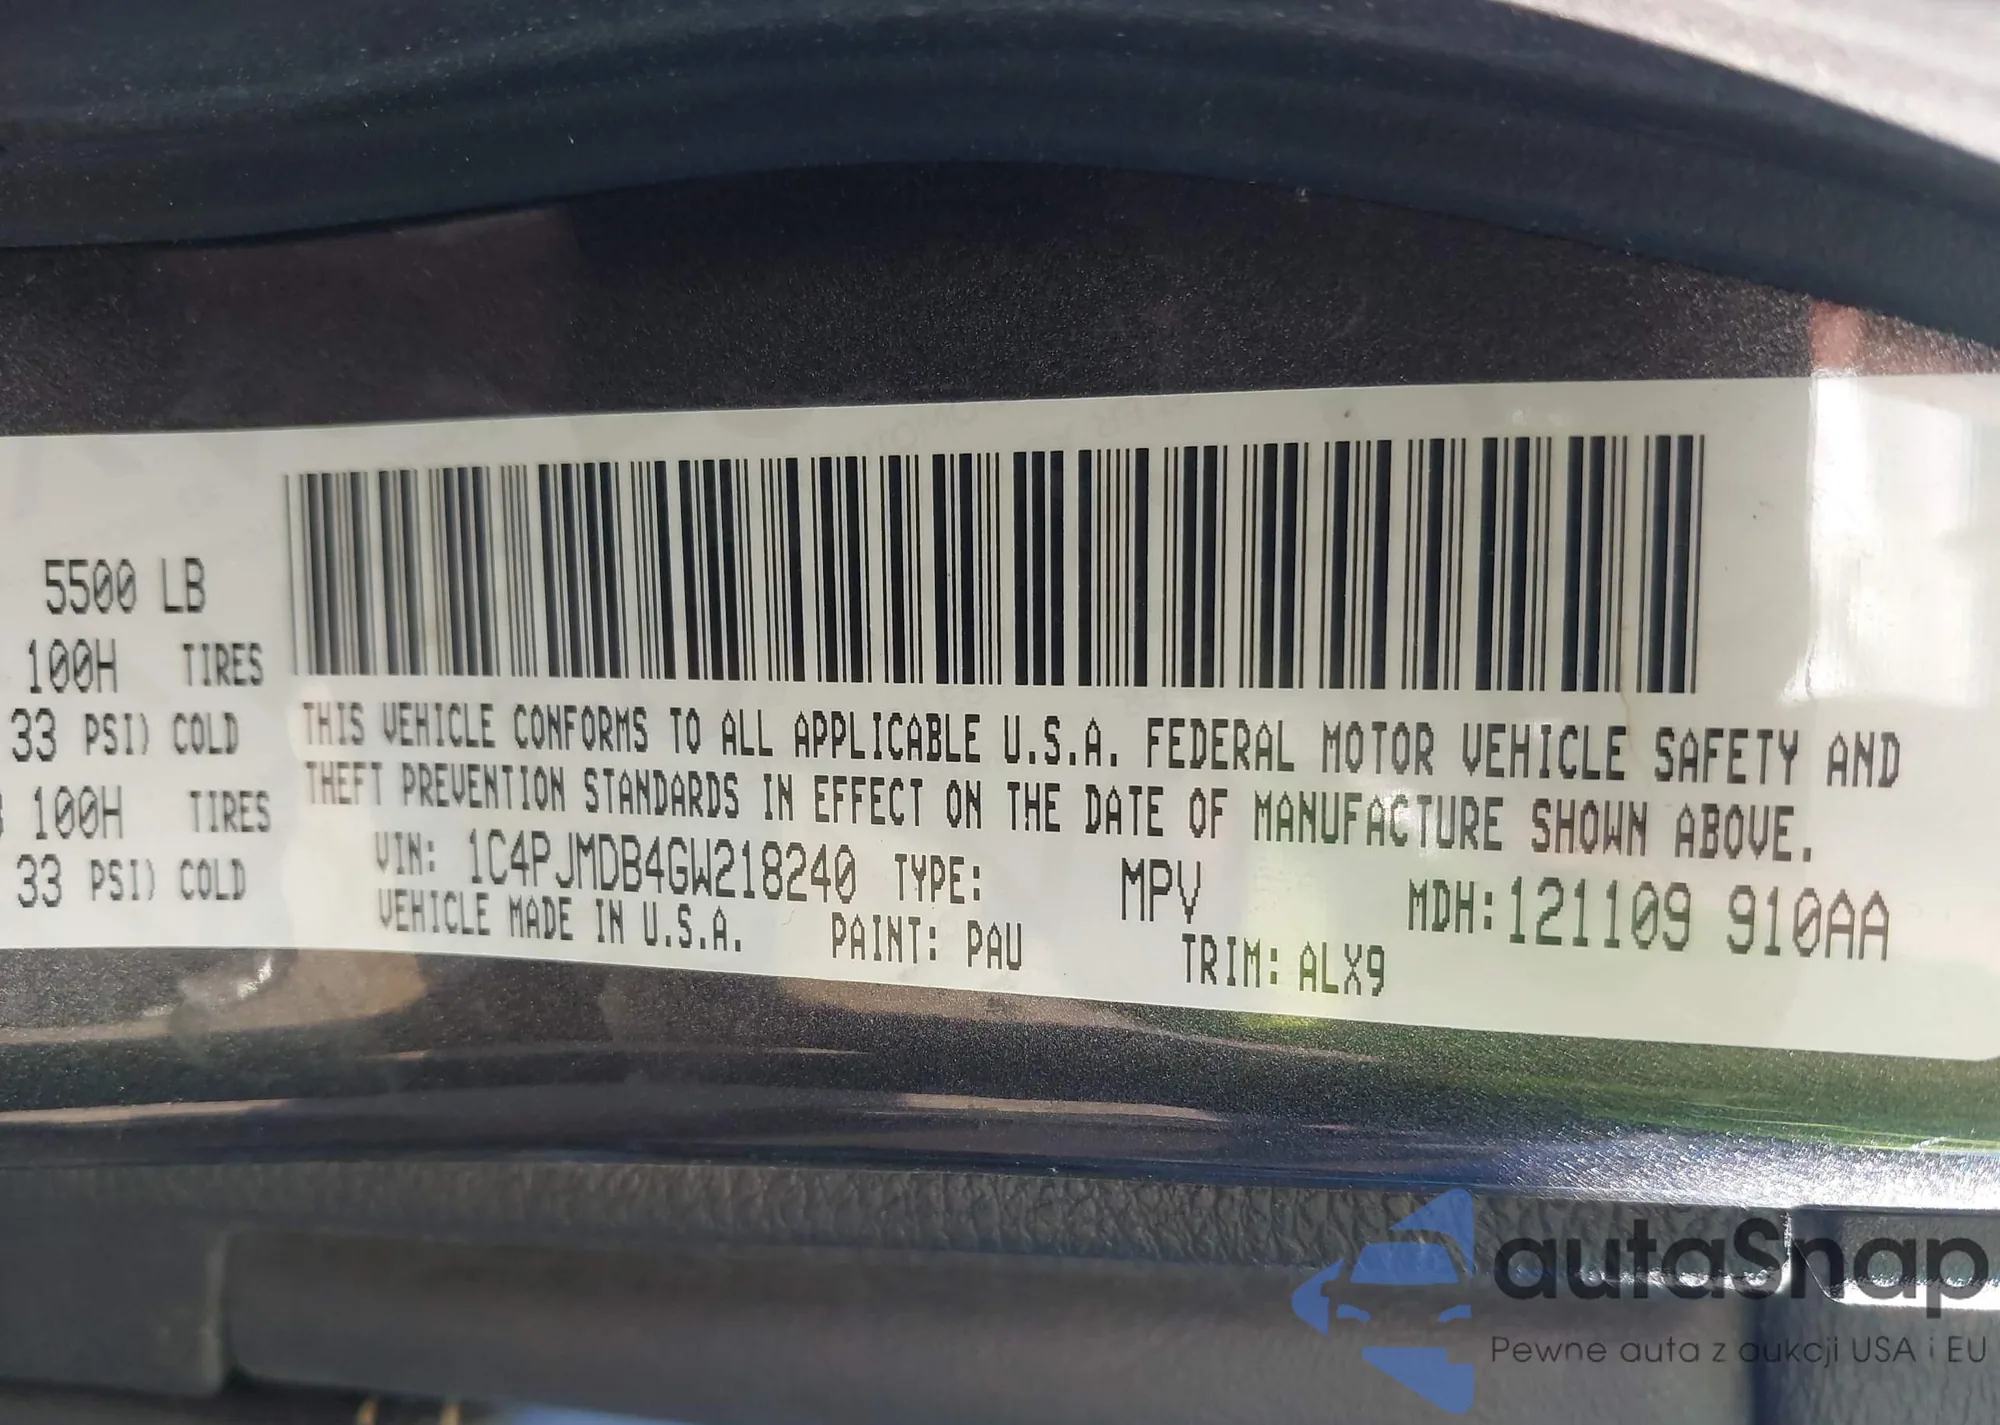 5500 LB
100H TIRES
33 PSI) COLD
100H TIRES
33 PSI) COLD
THIS VEHICLE CONFORMS TO ALL APPLICABLE U.S.A. FEDERAL MOTOR VEHICLE SAFETY AND
THEFT PREVENTION STANDARDS IN EFFECT ON THE DATE OF MANUFACTURE SHOWN ABOVE.
VIN: 1C4PJMDB4GW218240 TYPE: MPV MDH:121109 910AA
VEHICLE MADE IN U.S.A. PAINT: PAU TRIM: ALX9
autaSnap
Pewne auta z aukcji USA i EU